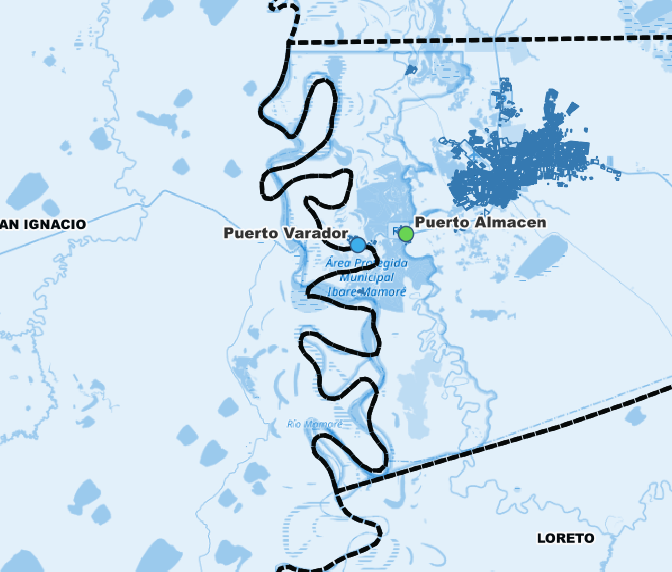 AN IGNACIO
Puerto Varador
Puerto Almacen
Área Protegida
Municipal
Ibare-Mamoré
Río Mamoré
LORETO